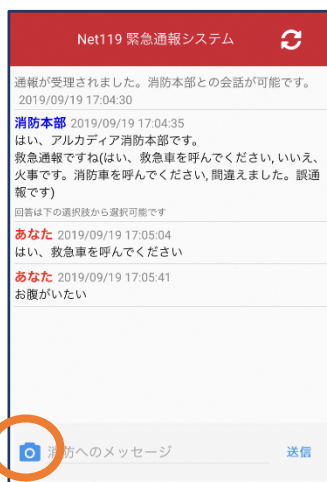 Net119 緊急通報システム
通報が受理されました。消防本部との会話が可能です。
2019/09/19 17:04:30
消防本部 2019/09/19 17:04:35
はい、アルカディア消防本部です。
救急通報ですね(はい、救急車を呼んでください, いいえ、
火事です。消防車を呼んでください, 間違えました。誤通
報です)
回答は下の選択肢から選択可能です
あなた 2019/09/19 17:05:04
はい、救急車を呼んでください
あなた 2019/09/19 17:05:41
お腹がいたい
消防へのメッセージ 送信